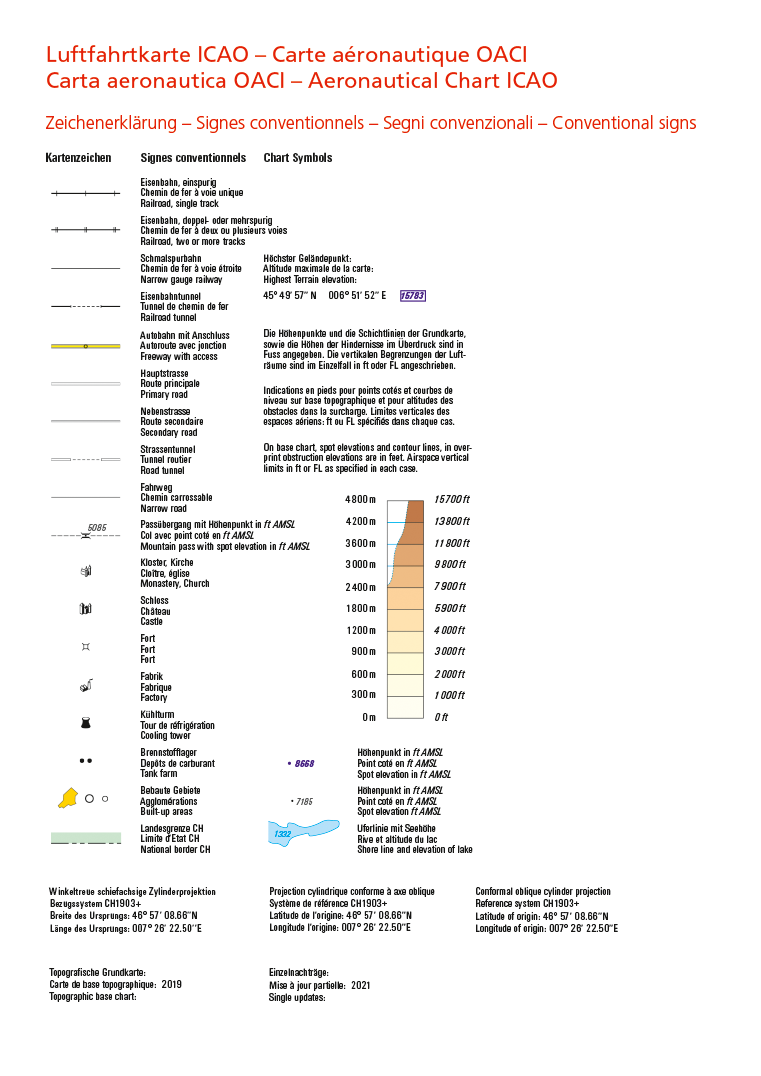 Luftfahrtkarte ICAO – Carte aéronautique OACI
Carta aeronautica OACI – Aeronautical Chart ICAO
Zeichenerklärung – Signes conventionnels – Segni convenzionali – Conventional signs
Kartenzeichen Signes conventionnels Chart Symbols
Eisenbahn, einspurig
Chemin de fer à voie unique
Railroad, single track
Eisenbahn, doppel- oder mehrspurig
Chemin de fer à deux ou plusieurs voies
Railroad, two or more tracks
Schmalspurbahn
Chemin de fer à voie étroite
Narrow gauge railway
Eisenbahntunnel
Tunnel de chemin de fer
Railroad tunnel
Autobahn mit Anschluss
Autoroute avec jonction
Freeway with access
Hauptstrasse
Route principale
Primary road
Nebenstrasse
Route secondaire
Secondary road
Strassentunnel
Tunnel routier
Road tunnel
Fahrweg
Chemin carrossable
Narrow road
5085
Passübergang mit Höhenpunkt in ft AMSL
Col avec point coté en ft AMSL
Mountain pass with spot elevation in ft AMSL
Kloster, Kirche
Cloître, église
Monastery, Church
Schloss
Château
Castle
Fort
Fort
Fort
Fabrik
Fabrique
Factory
Kühlturm
Tour de réfrigération
Cooling tower
Brennstofflager
Depôts de carburant
Tank farm
Bebaute Gebiete
Agglomérations
Built-up areas
Landesgrenze CH
Limite d'Etat CH
National border CH
Höchster Geländepunkt:
Altitude maximale de la carte:
Highest Terrain elevation:
45° 49' 57" N 006° 51' 52" E 15783
Die Höhenpunkte und die Schichtlinien der Grundkarte,
sowie die Höhen der Hindernisse im Überdruck sind in
Fuss angegeben. Die vertikalen Begrenzungen der Luft-
räume sind im Einzelfall in ft oder FL angeschrieben.
Indications en pieds pour points cotés et courbes de
niveau sur base topographique et pour altitudes des
obstacles dans la surcharge. Limites verticales des
espaces aériens: ft ou FL spécifiés dans chaque cas.
On base chart, spot elevations and contour lines, in over-
print obstruction elevations are in feet. Airspace vertical
limits in ft or FL as specified in each case.
4800 m 15700 ft
4200 m 13800 ft
3600 m 11800 ft
3000 m 9800 ft
2400 m 7900 ft
1800 m 5900 ft
1200 m 4000 ft
900 m 3000 ft
600 m 2000 ft
300 m 1000 ft
0 m 0 ft
8668
Höhenpunkt in ft AMSL
Point coté en ft AMSL
Spot elevation in ft AMSL
7185
Höhenpunkt in ft AMSL
Point coté en ft AMSL
Spot elevation in ft AMSL
1332
Uferlinie mit Seehöhe
Rive et altitude du lac
Shore line and elevation of lake
Winkeltreue schiefachsige Zylinderprojektion
Bezugssystem CH1903+
Breite des Ursprungs: 46° 57' 08.66"N
Länge des Ursprungs: 007° 26' 22.50"E
Projection cylindrique conforme à axe oblique
Système de référence CH1903+
Latitude de l'origine: 46° 57' 08.66"N
Longitude l'origine: 007° 26' 22.50"E
Conformal oblique cylinder projection
Reference system CH1903+
Latitude of origin: 46° 57' 08.66"N
Longitude of origin: 007° 26' 22.50"E
Topografische Grundkarte:
Carte de base topographique: 2019
Topographic base chart:
Einzelnachträge:
Mise à jour partielle: 2021
Single updates: